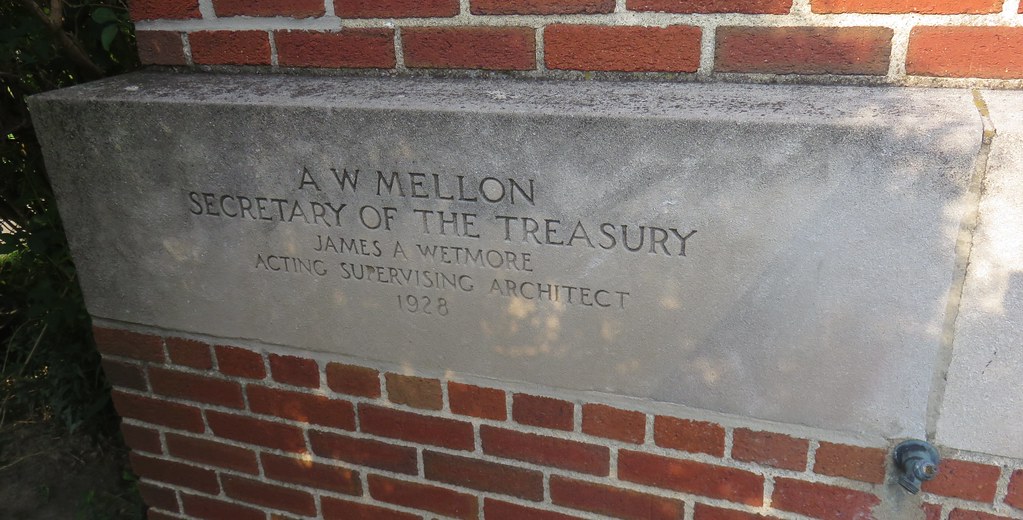 A W MELLON
SECRETARY OF THE TREASURY
JAMES A WETMORE
ACTING SUPERVISING ARCHITECT
1928